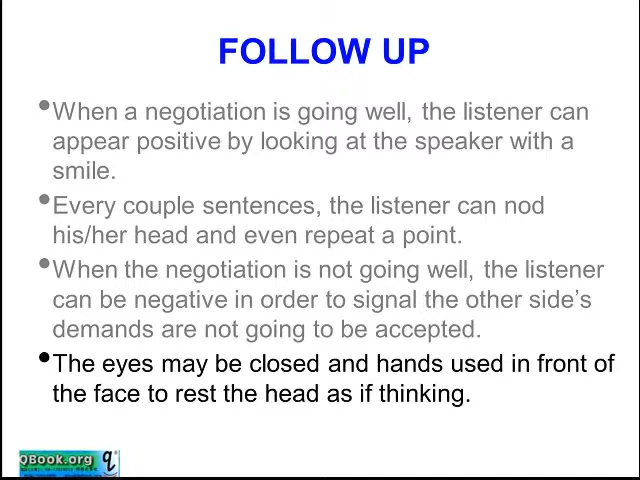 FOLLOW UP
•When a negotiation is going well, the listener can
appear positive by looking at the speaker with a
smile.
•Every couple sentences, the listener can nod
his/her head and even repeat a point.
•When the negotiation is not going well, the listener
can be negative in order to signal the other side’s
demands are not going to be accepted.
•The eyes may be closed and hands used in front of
the face to rest the head as if thinking.
QBook.org q